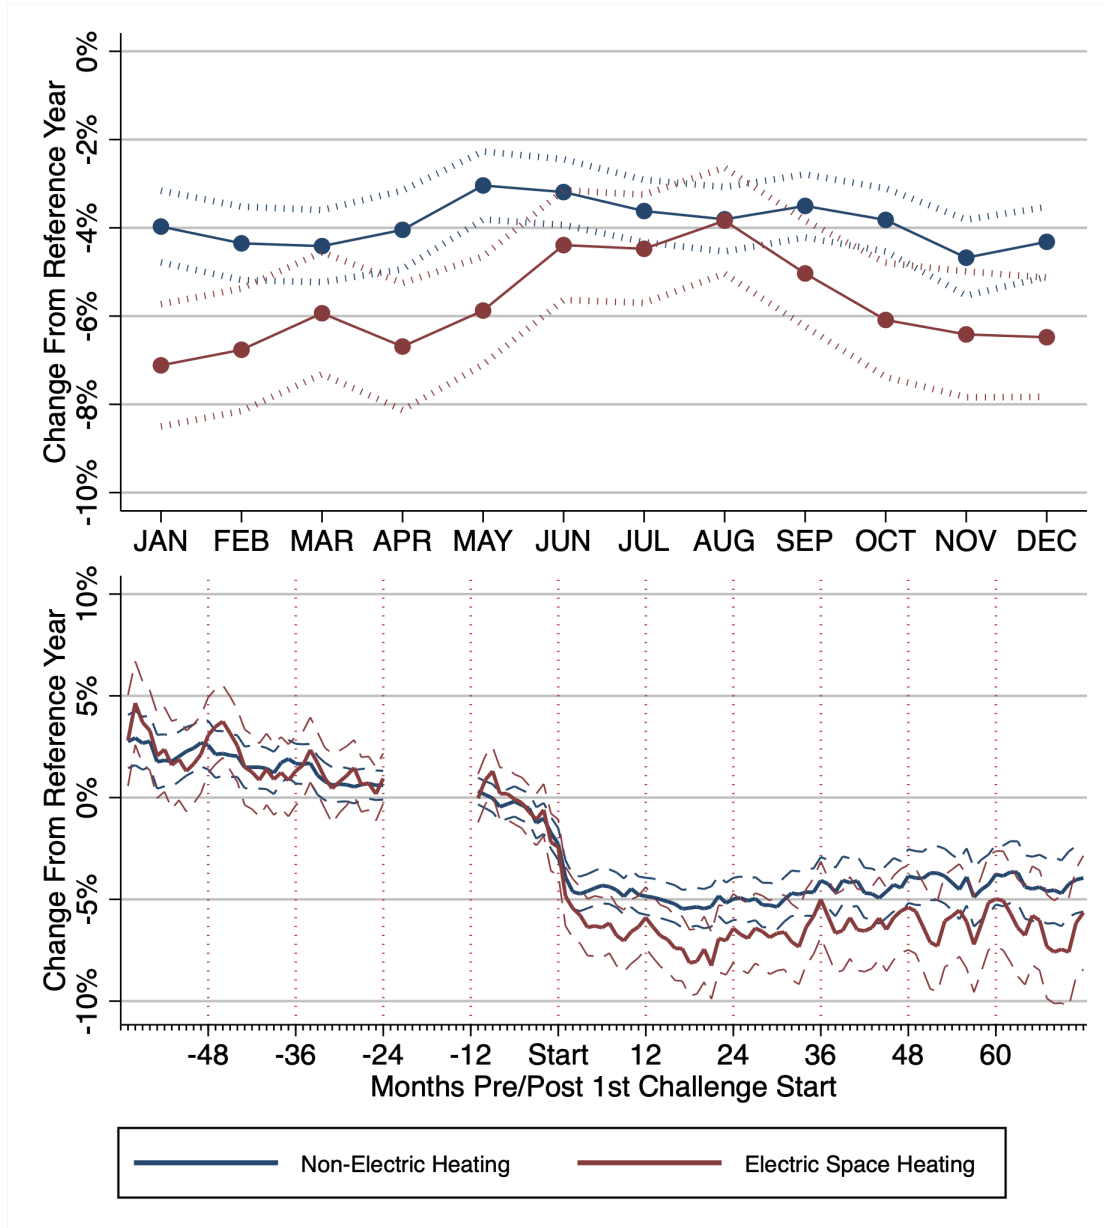 Change From Reference Year
0%
-2%
-4%
-6%
-8%
-10%
JAN FEB MAR APR MAY JUN JUL AUG SEP OCT NOV DEC
Change From Reference Year
10%
5%
0%
-5%
-10%
-48 -36 -24 -12 Start 12 24 36 48 60
Months Pre/Post 1st Challenge Start
Non-Electric Heating Electric Space Heating